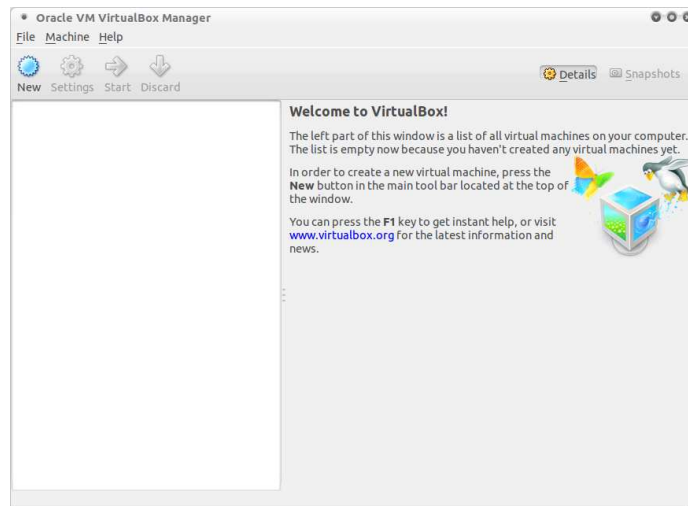 Oracle VM VirtualBox Manager
File Machine Help
New Settings Start Discard
Details Snapshots
Welcome to VirtualBox!
The left part of this window is a list of all virtual machines on your computer.
The list is empty now because you haven't created any virtual machines yet.
In order to create a new virtual machine, press the
New button in the main tool bar located at the top of
the window.
You can press the F1 key to get instant help, or visit
www.virtualbox.org for the latest information and
news.